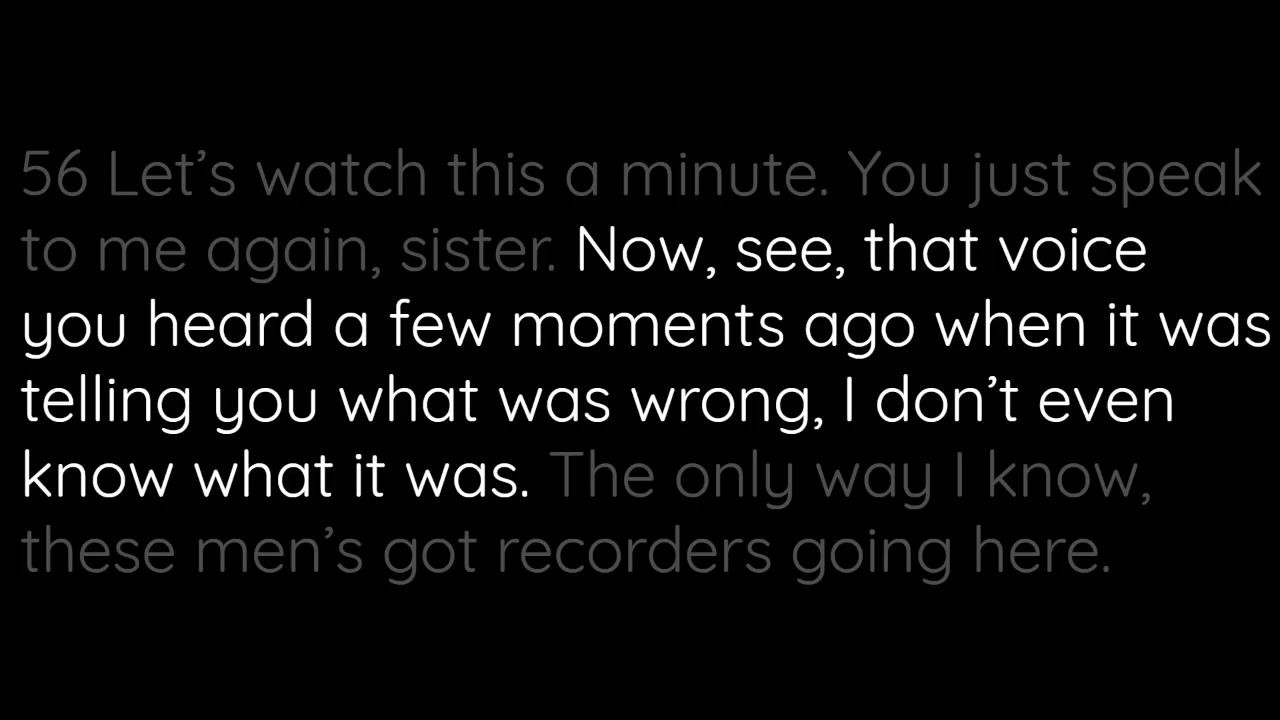 56 Let’s watch this a minute. You just speak
to me again, sister. Now, see, that voice
you heard a few moments ago when it was
telling you what was wrong, I don’t even
know what it was. The only way I know,
these men’s got recorders going here.